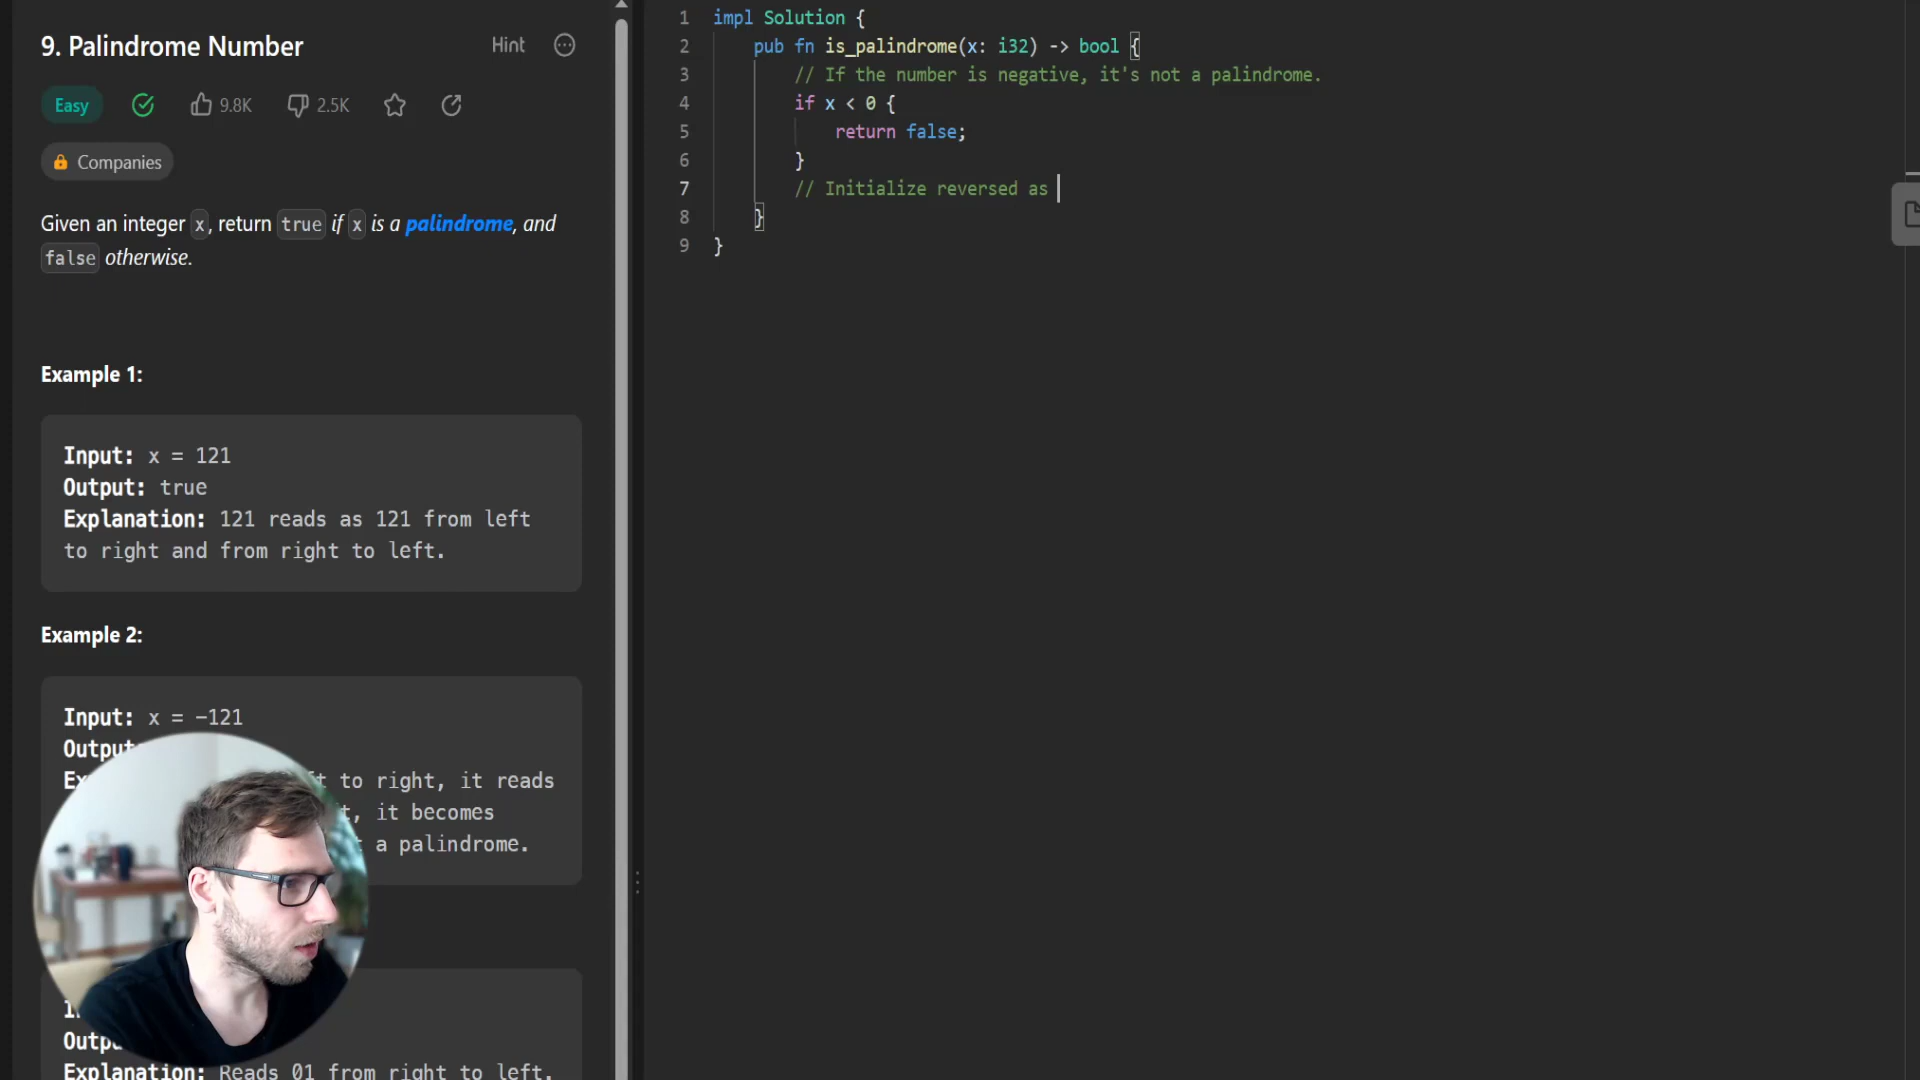 9. Palindrome Number
Hint
Easy
9.8K
2.5K
Companies
Given an integer x, return true if x is a palindrome, and
false otherwise.
Example 1:
Input: x = 121
Output: true
Explanation: 121 reads as 121 from left
to right and from right to left.
Example 2:
Input: x = -121
Output:
to right, it reads
it becomes
a palindrome.
Explanation: Reads 01 from right to left.
1 impl Solution {
2 pub fn is_palindrome(x: i32) -> bool {
3 // If the number is negative, it's not a palindrome.
4 if x < 0 {
5 return false;
6 }
7 // Initialize reversed as
8 }
9 }